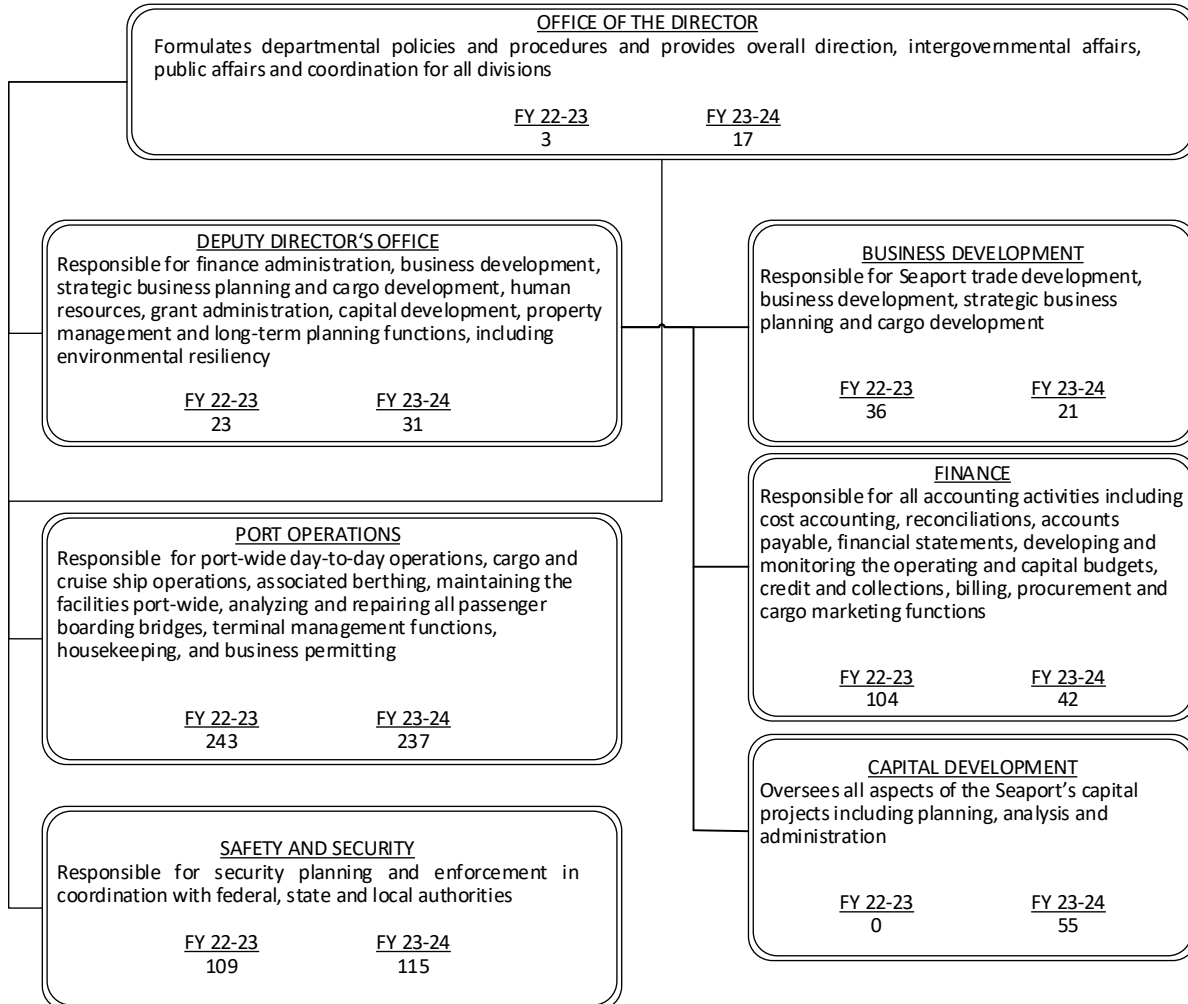 OFFICE OF THE DIRECTOR
Formulates departmental policies and procedures and provides overall direction, intergovernmental affairs,
public affairs and coordination for all divisions
FY 22-23 FY 23-24
3 17
DEPUTY DIRECTOR‘S OFFICE
Responsible for finance administration, business development,
strategic business planning and cargo development, human
resources, grant administration, capital development, property
management and long-term planning functions, including
environmental resiliency
FY 22-23 FY 23-24
23 31
BUSINESS DEVELOPMENT
Responsible for Seaport trade development,
business development, strategic business
planning and cargo development
FY 22-23 FY 23-24
36 21
PORT OPERATIONS
Responsible for port-wide day-to-day operations, cargo and
cruise ship operations, associated berthing, maintaining the
facilities port-wide, analyzing and repairing all passenger
boarding bridges, terminal management functions,
housekeeping, and business permitting
FY 22-23 FY 23-24
243 237
FINANCE
Responsible for all accounting activities including
cost accounting, reconciliations, accounts
payable, financial statements, developing and
monitoring the operating and capital budgets,
credit and collections, billing, procurement and
cargo marketing functions
FY 22-23 FY 23-24
104 42
SAFETY AND SECURITY
Responsible for security planning and enforcement in
coordination with federal, state and local authorities
FY 22-23 FY 23-24
109 115
CAPITAL DEVELOPMENT
Oversees all aspects of the Seaport’s capital
projects including planning, analysis and
administration
FY 22-23 FY 23-24
0 55